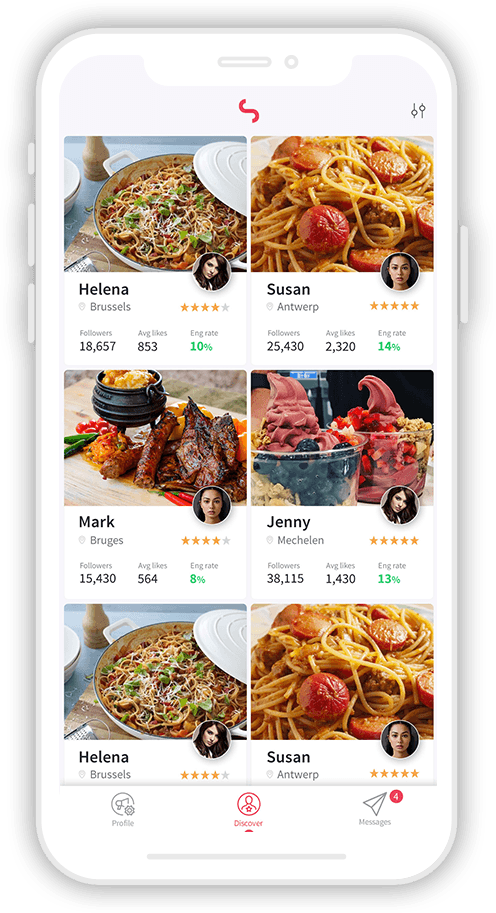 Helena
Brussels
Followers Avg likes Eng rate
18,657 853 10%
Susan
Antwerp
Followers Avg likes Eng rate
25,430 2,320 14%
Mark
Bruges
Followers Avg likes Eng rate
15,430 564 8%
Jenny
Mechelen
Followers Avg likes Eng rate
38,115 1,430 13%
Helena
Brussels
Susan
Antwerp
Profile
Discover
4
Messages